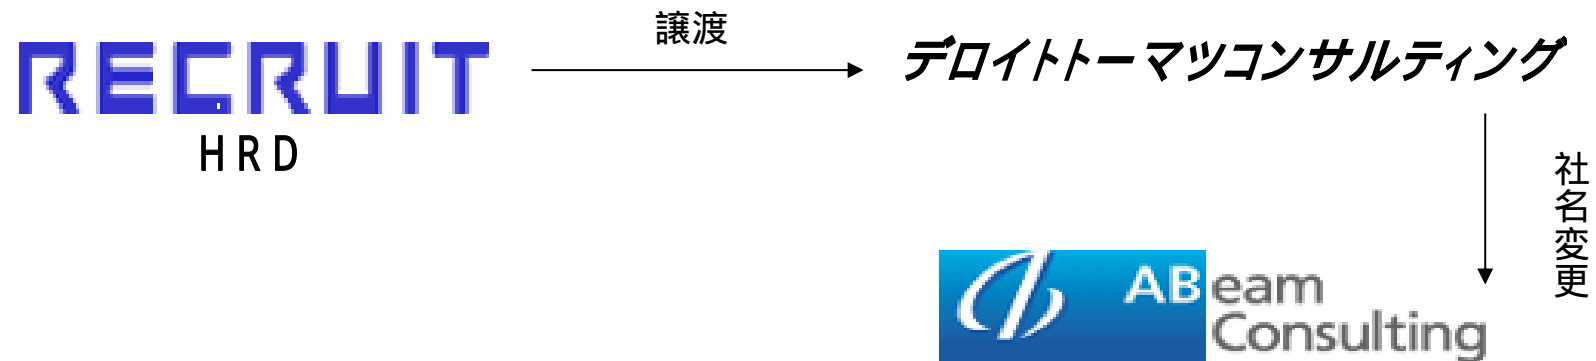 譲渡
RECRUIT
HRD
デロイトトーマツコンサルティング
社名変更
ABeam
Consulting